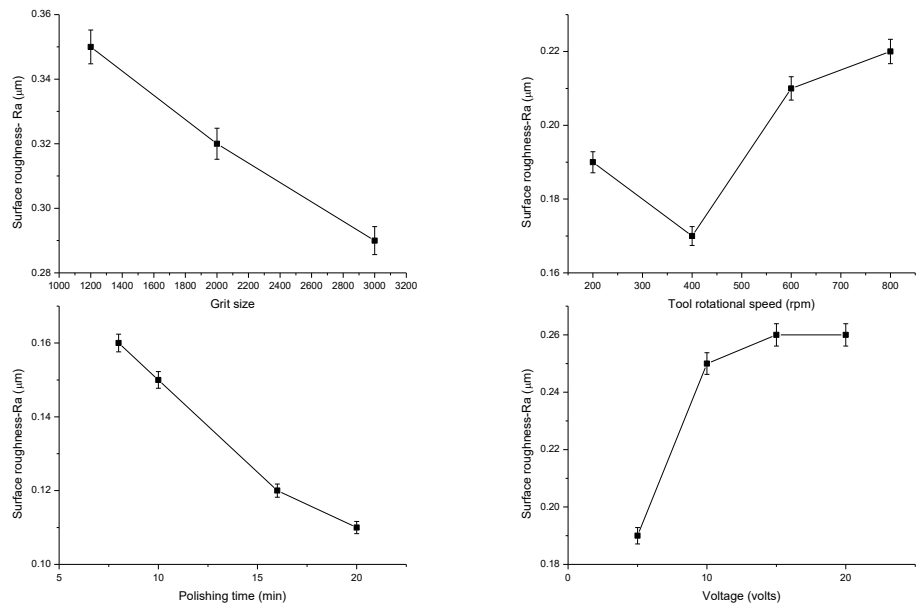 Surface roughness- Ra (μm)
0.36
0.34
0.32
0.30
0.28
1000 1200 1400 1600 1800 2000 2200 2400 2600 2800 3000 3200
Grit size
Surface roughness-Ra (μm)
0.22
0.20
0.18
0.16
200 300 400 500 600 700 800
Tool rotational speed (rpm)
Surface roughness-Ra (μm)
0.16
0.14
0.12
0.10
5 10 15 20
Polishing time (min)
Surface roughness-Ra (μm)
0.26
0.24
0.22
0.20
0.18
0 10 20
Voltage (volts)